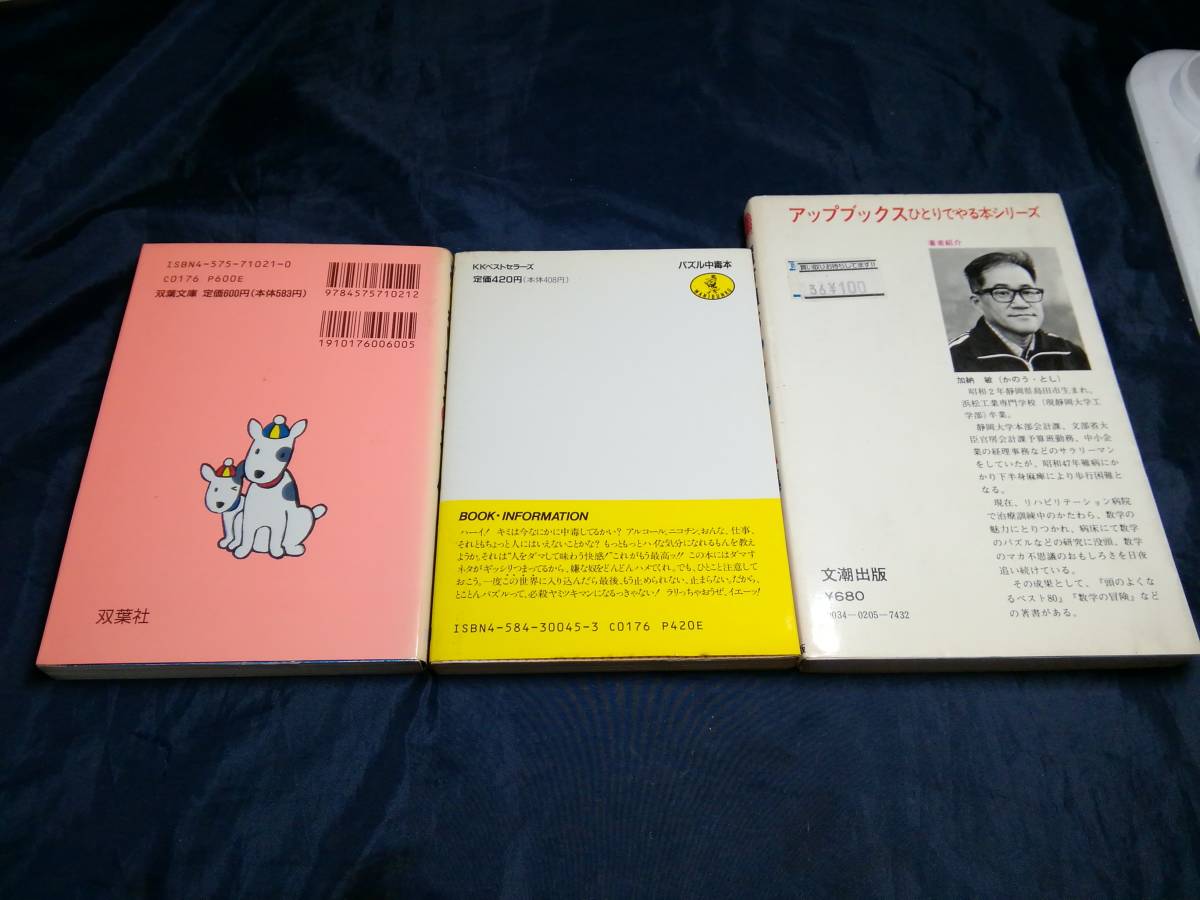 ISBN4-575-71021-0
C0176 P600E
双葉文庫 定価600円(本体583円)
9784575710212
1910176006005
双葉社
KKベストセラーズ
定価420円(本体408円)
パズル中毒本
BOOK・INFORMATION
ハーイ! キミは今なにかに中毒してるかい? アルコール、ニコチン、おんな、仕事、
それともちょっと人にはいえないことかな? もっともっとハイな気分になれるもんを教え
ようか。それは"人をダマして味わう快感!"これがもう最高ッ!! この本にはダマす
ネタがギッシリつまってるから、嫌な奴をどんどんハメてくれ。でも、ひとこと注意して
おこう。一度この世界に入り込んだら最後、もう止められない、止まらない。だから、
とことんパズルって、必殺ヤミツキマンになるっきゃない! ラリっちゃおうぜ、イエーッ!
ISBN4-584-30045-3 C0176 P420E
アップブックスひとりでやる本シリーズ
著者紹介
買い取りお待ちしてます!!
36¥100
加納 敏(かのう・とし)
昭和2年静岡県島田市生まれ。
浜松工業専門学校(現静岡大学工
学部)卒業。
静岡大学本部会計課、文部省大
臣官房会計課予算班勤務、中小企
業の経理事務などのサラリーマン
をしていたが、昭和47年難病にか
かり下半身麻痺により歩行困難と
なる。
現在、リハビリテーション病院
で治療訓練中のかたわら、数学の
魅力にとりつかれ、病床にて数学
のパズルなどの研究に没頭、数学
のマカ不思議のおもしろさを日夜
追い続けている。
その成果として、『頭のよくな
るベスト80』『数学の冒険』など
の著書がある。
文潮出版
¥680
0034-0205-7432